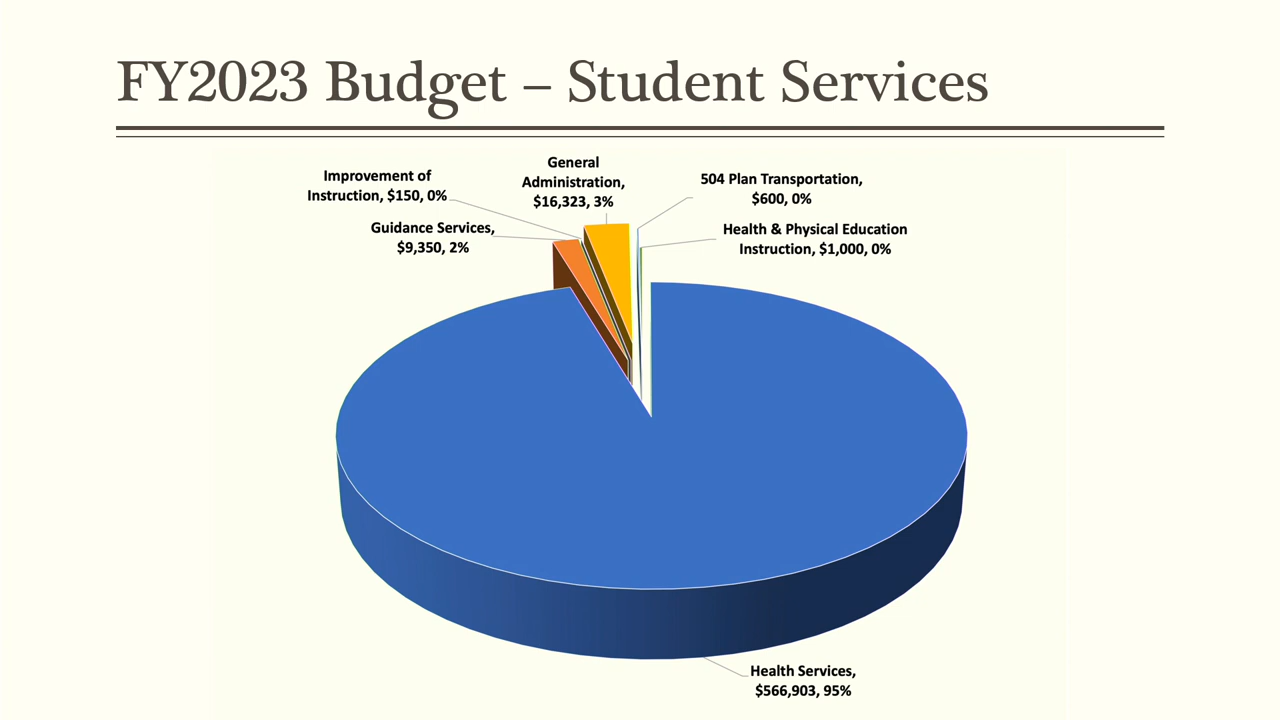 FY2023 Budget – Student Services
General
Administration,
$16,323, 3%
Improvement of
Instruction, $150, 0%
504 Plan Transportation,
$600, 0%
Guidance Services,
$9,350, 2%
Health & Physical Education
Instruction, $1,000, 0%
Health Services,
$566,903, 95%